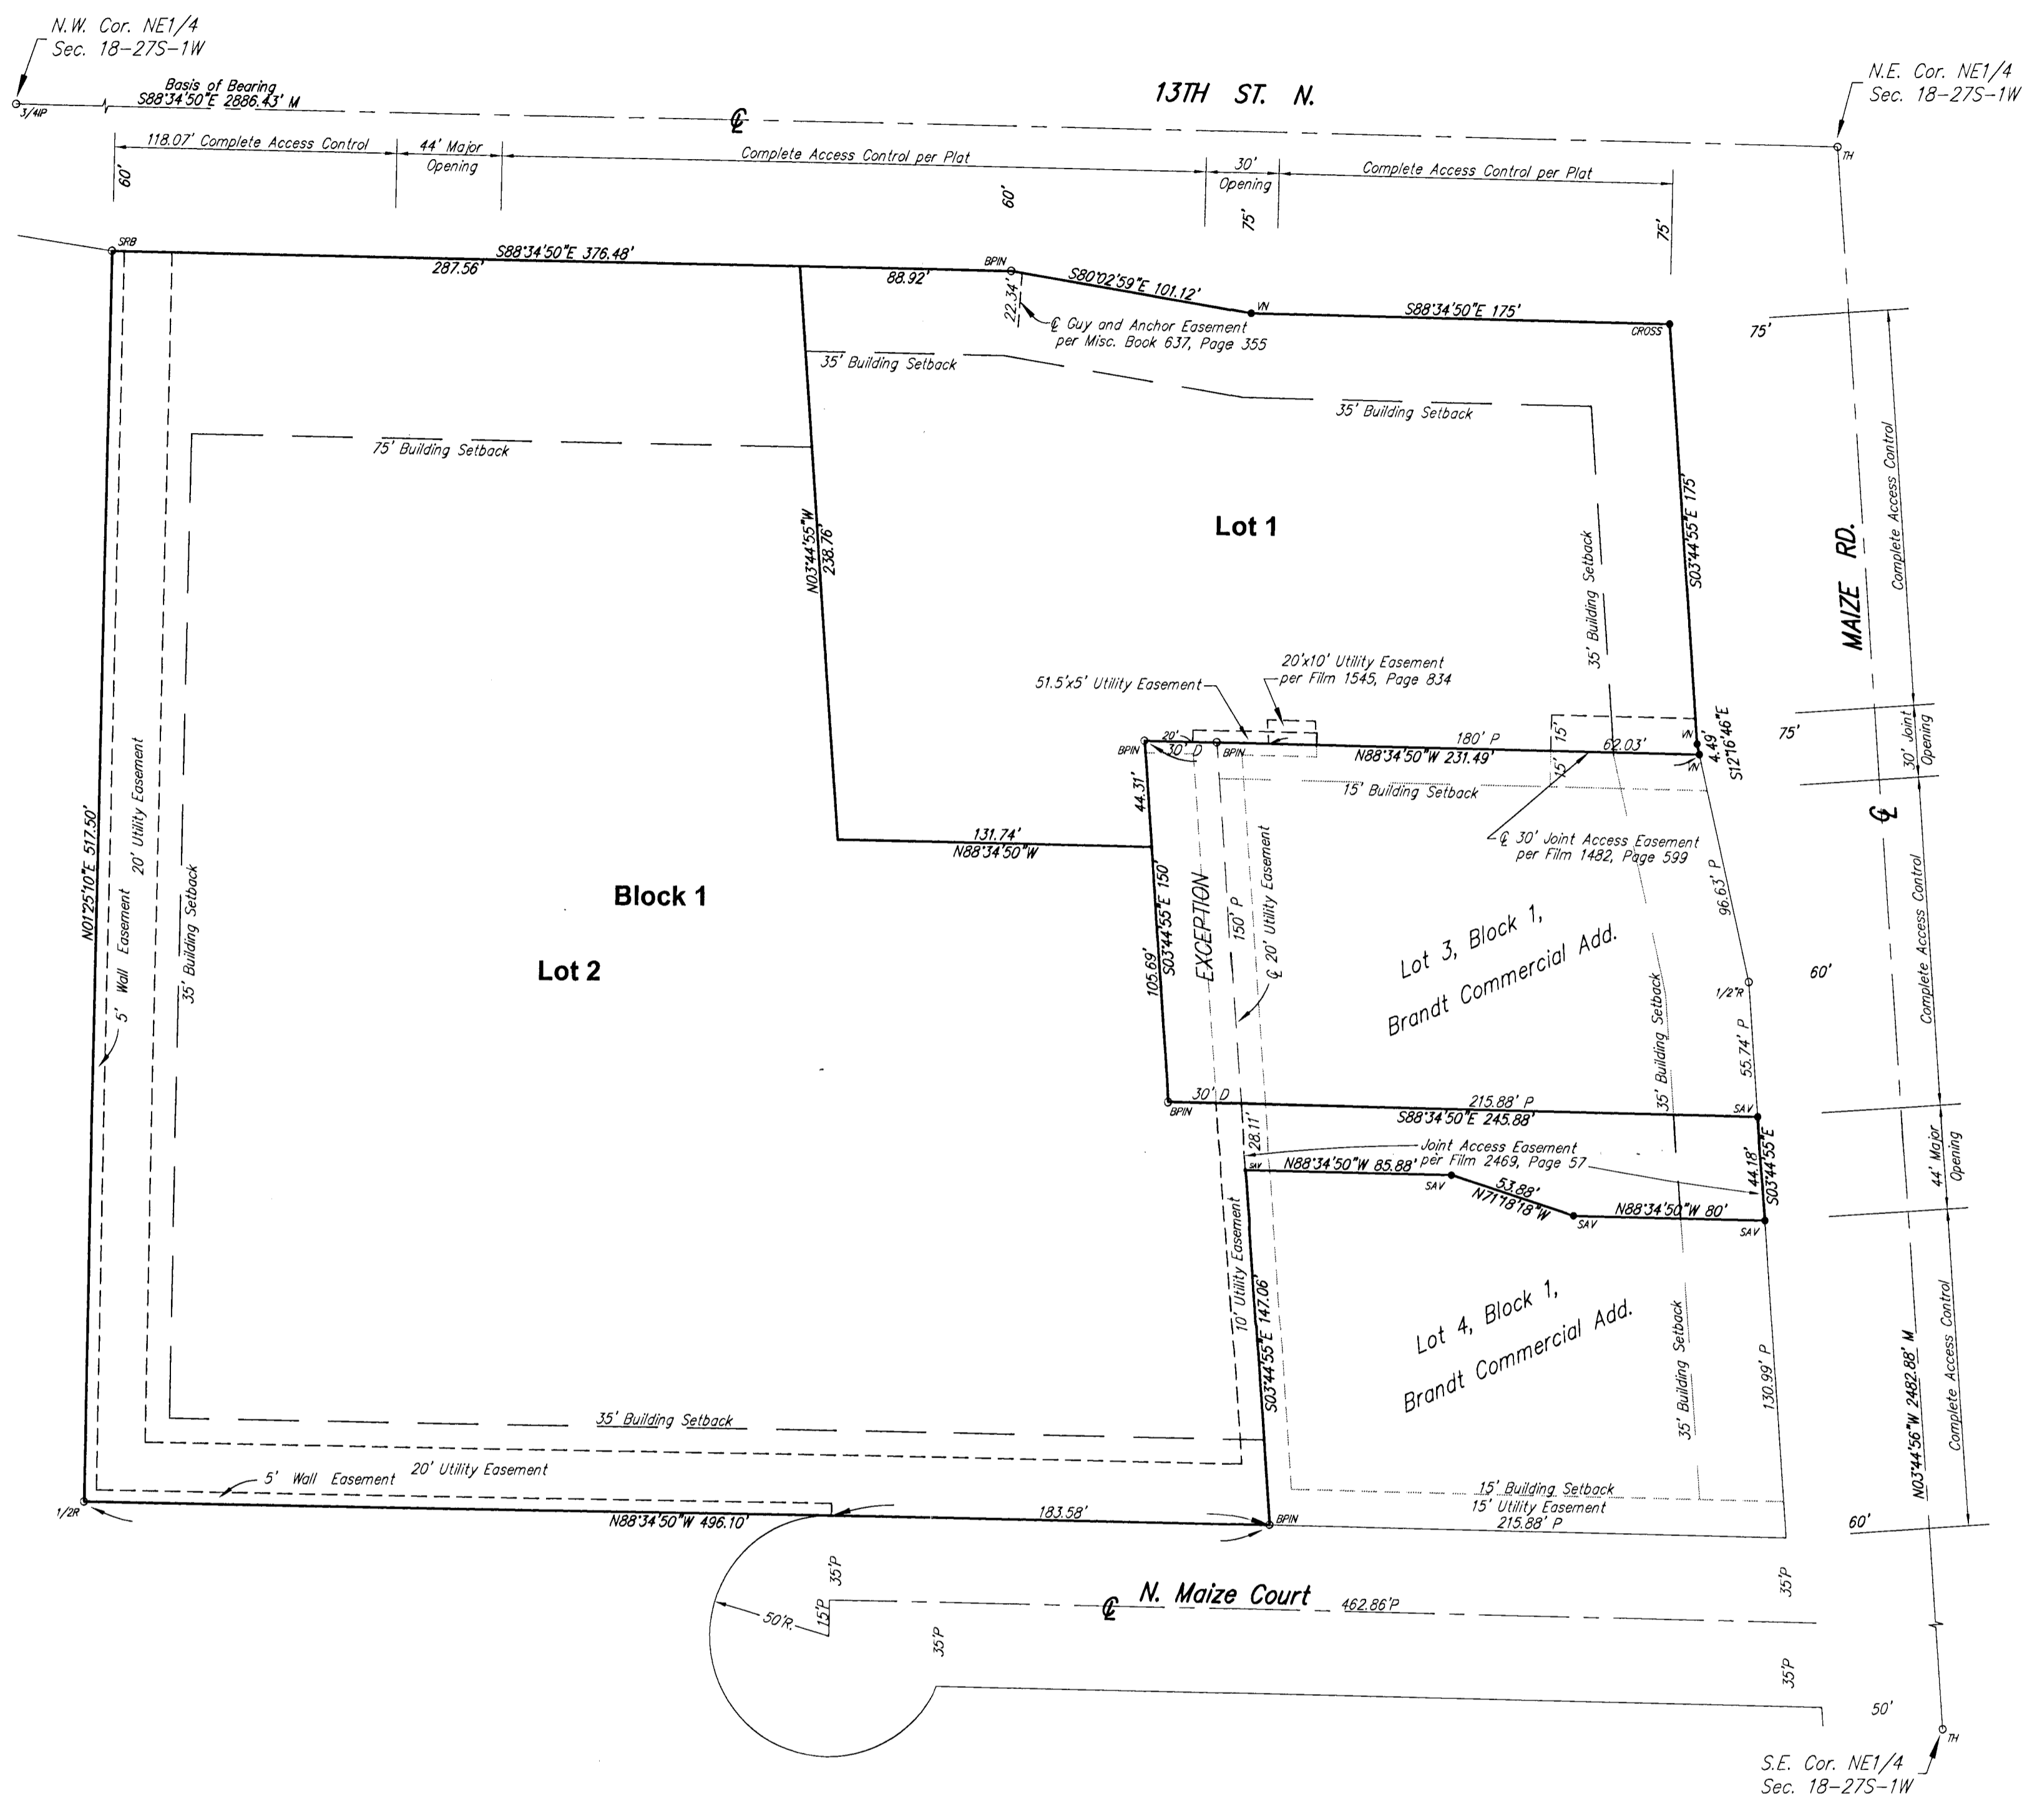 N.W. Cor. NE1/4
Sec. 18-27S-1W
3/4IP
Basis of Bearing
S88°34'50"E 2886.43' M
13TH ST. N.
N.E. Cor. NE1/4
Sec. 18-27S-1W
TH
118.07' Complete Access Control
44' Major
Opening
Complete Access Control per Plat
30'
Opening
Complete Access Control per Plat
60'
60'
75'
75'
SRB
S88°34'50"E 376.48'
287.56'
88.92'
BPIN
22.34'
S80°02'59"E 101.12'
VN
S88°34'50"E 175'
CROSS
75'
℄ Guy and Anchor Easement
per Misc. Book 637, Page 355
35' Building Setback
35' Building Setback
75' Building Setback
N03°44'55"W
238.76'
Lot 1
35' Building Setback
S03°44'55"E 175'
MAIZE RD.
℄
Complete Access Control
20'x10' Utility Easement
per Film 1545, Page 834
51.5'x5' Utility Easement
BPIN
20'
30' D
BPIN
180' P
N88°34'50"W 231.49'
15'
15'
62.03'
VN
VN
4.49'
S12°16'46"E
75'
30' Joint
Opening
15' Building Setback
44.31'
131.74'
N88°34'50"W
℄ 30' Joint Access Easement
per Film 1482, Page 599
N01°25'10"E 517.50'
5' Wall Easement
20' Utility Easement
35' Building Setback
Block 1
Lot 2
105.69'
S03°44'55"E 150'
EXCEPTION
150' P
℄ 20' Utility Easement
Lot 3, Block 1,
Brandt Commercial Add.
96.63' P
1/2"R
55.74' P
60'
35' Building Setback
Complete Access Control
BPIN
30' D
215.88' P
S88°34'50"E 245.88'
SAV
28.11'
Joint Access Easement
per Film 2469, Page 57
SAV
N88°34'50"W 85.88'
SAV
53.88'
N71°18'18"W
SAV
N88°34'50"W 80'
SAV
44.18'
S03°44'55"E
44' Major
Opening
10' Utility Easement
S03°44'55"E 147.06'
Lot 4, Block 1,
Brandt Commercial Add.
35' Building Setback
130.99' P
N03°44'56"W 2482.88' M
Complete Access Control
35' Building Setback
5' Wall Easement
20' Utility Easement
1/2R
N88°34'50"W 496.10'
183.58'
BPIN
15' Building Setback
15' Utility Easement
215.88' P
60'
35'P
15'P
50'R.
℄ N. Maize Court
462.86'P
35'P
35'P
35'P
50'
TH
S.E. Cor. NE1/4
Sec. 18-27S-1W
℄